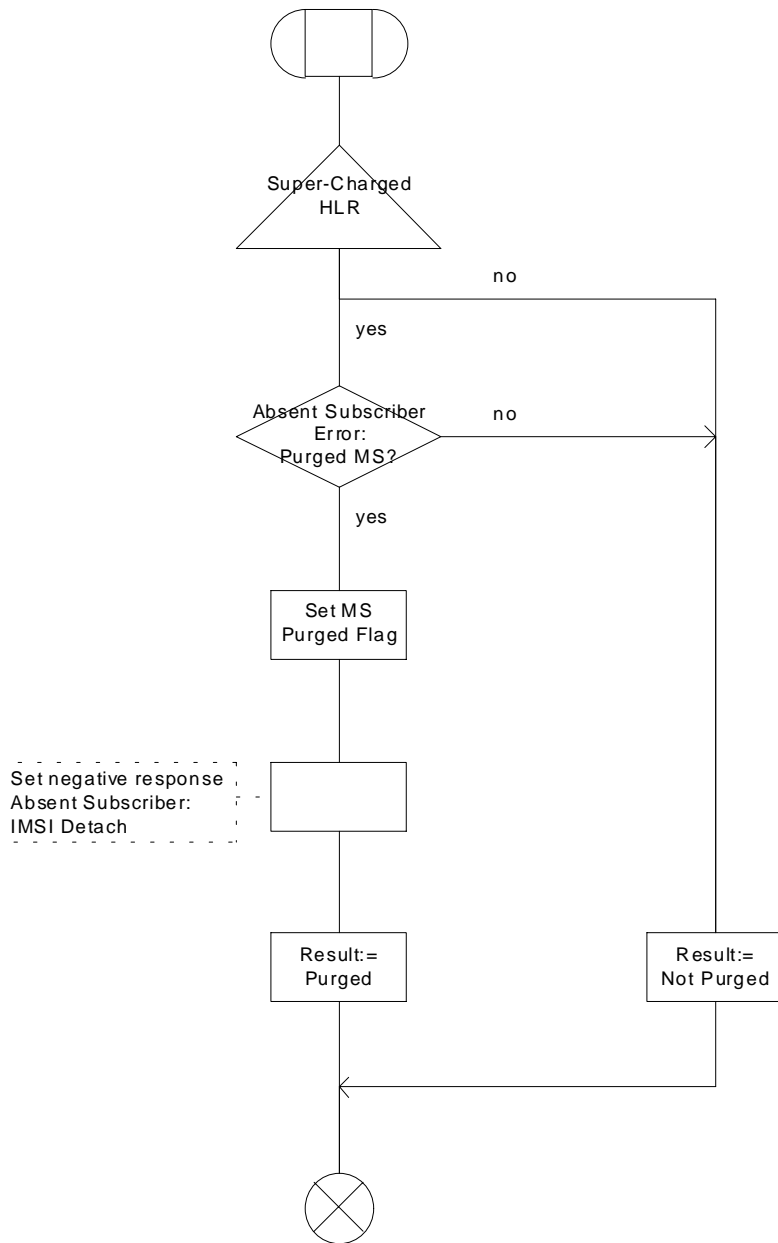 Super-Charged
HLR
no
yes
Absent Subscriber
Error:
Purged MS?
no
yes
Set MS
Purged Flag
Set negative response
Absent Subscriber:
IMSI Detach
Result:=
Purged
Result:=
Not Purged